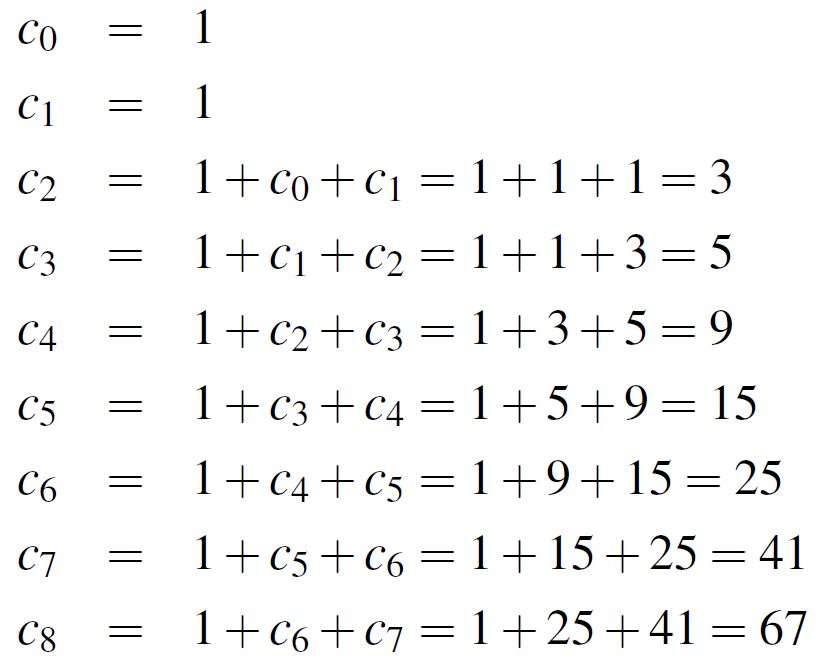 c₀ = 1
c₁ = 1
c₂ = 1 + c₀ + c₁ = 1 + 1 + 1 = 3
c₃ = 1 + c₁ + c₂ = 1 + 1 + 3 = 5
c₄ = 1 + c₂ + c₃ = 1 + 3 + 5 = 9
c₅ = 1 + c₃ + c₄ = 1 + 5 + 9 = 15
c₆ = 1 + c₄ + c₅ = 1 + 9 + 15 = 25
c₇ = 1 + c₅ + c₆ = 1 + 15 + 25 = 41
c₈ = 1 + c₆ + c₇ = 1 + 25 + 41 = 67